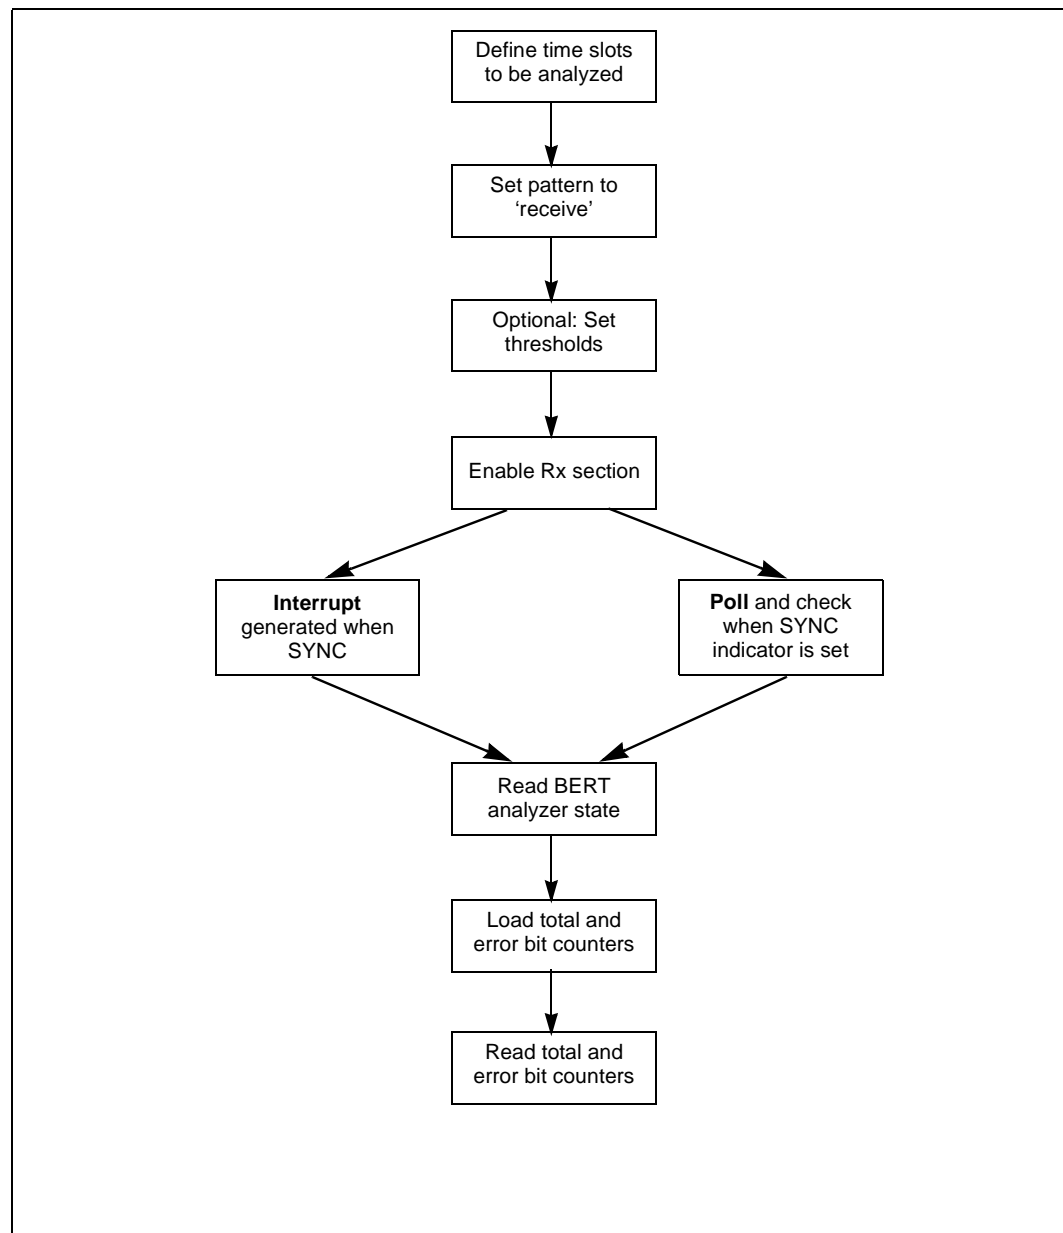 Define time slots
to be analyzed
Set pattern to
‘receive’
Optional: Set
thresholds
Enable Rx section
Interrupt
generated when
SYNC
Poll and check
when SYNC
indicator is set
Read BERT
analyzer state
Load total and
error bit counters
Read total and
error bit counters